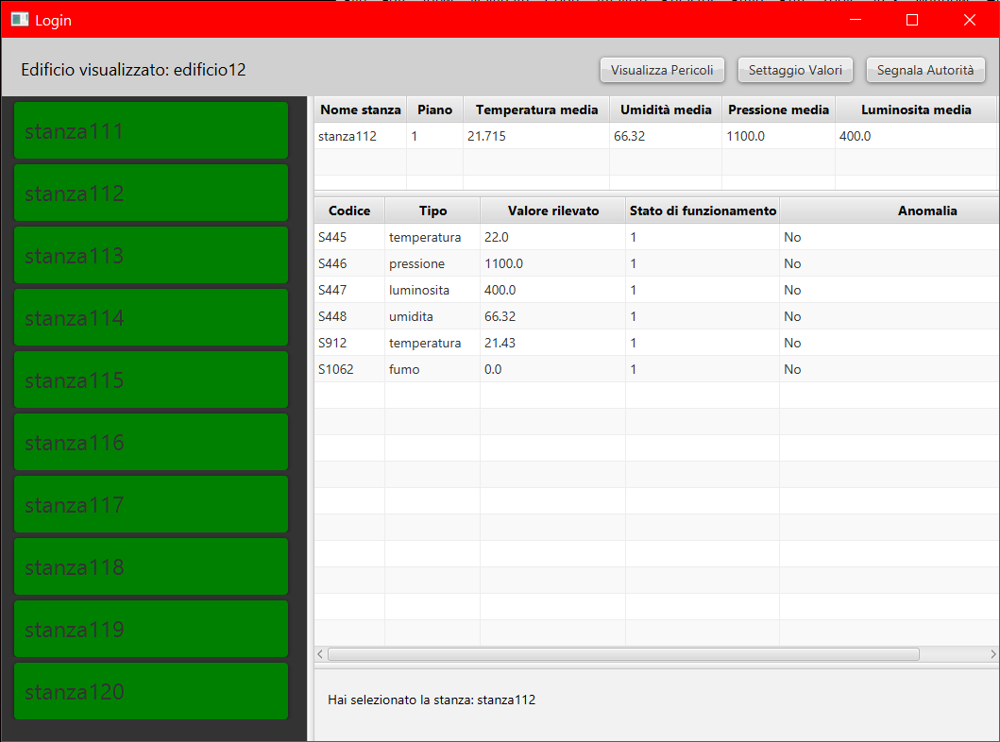 Login
Edificio visualizzato: edificio12
Visualizza Pericoli Settaggio Valori Segnala Autorità
stanza111
stanza112
stanza113
stanza114
stanza115
stanza116
stanza117
stanza118
stanza119
stanza120
Nome stanza Piano Temperatura media Umidità media Pressione media Luminosita media
stanza112 1 21.715 66.32 1100.0 400.0
Codice Tipo Valore rilevato Stato di funzionamento Anomalia
S445 temperatura 22.0 1 No
S446 pressione 1100.0 1 No
S447 luminosita 400.0 1 No
S448 umidita 66.32 1 No
S912 temperatura 21.43 1 No
S1062 fumo 0.0 1 No
Hai selezionato la stanza: stanza112